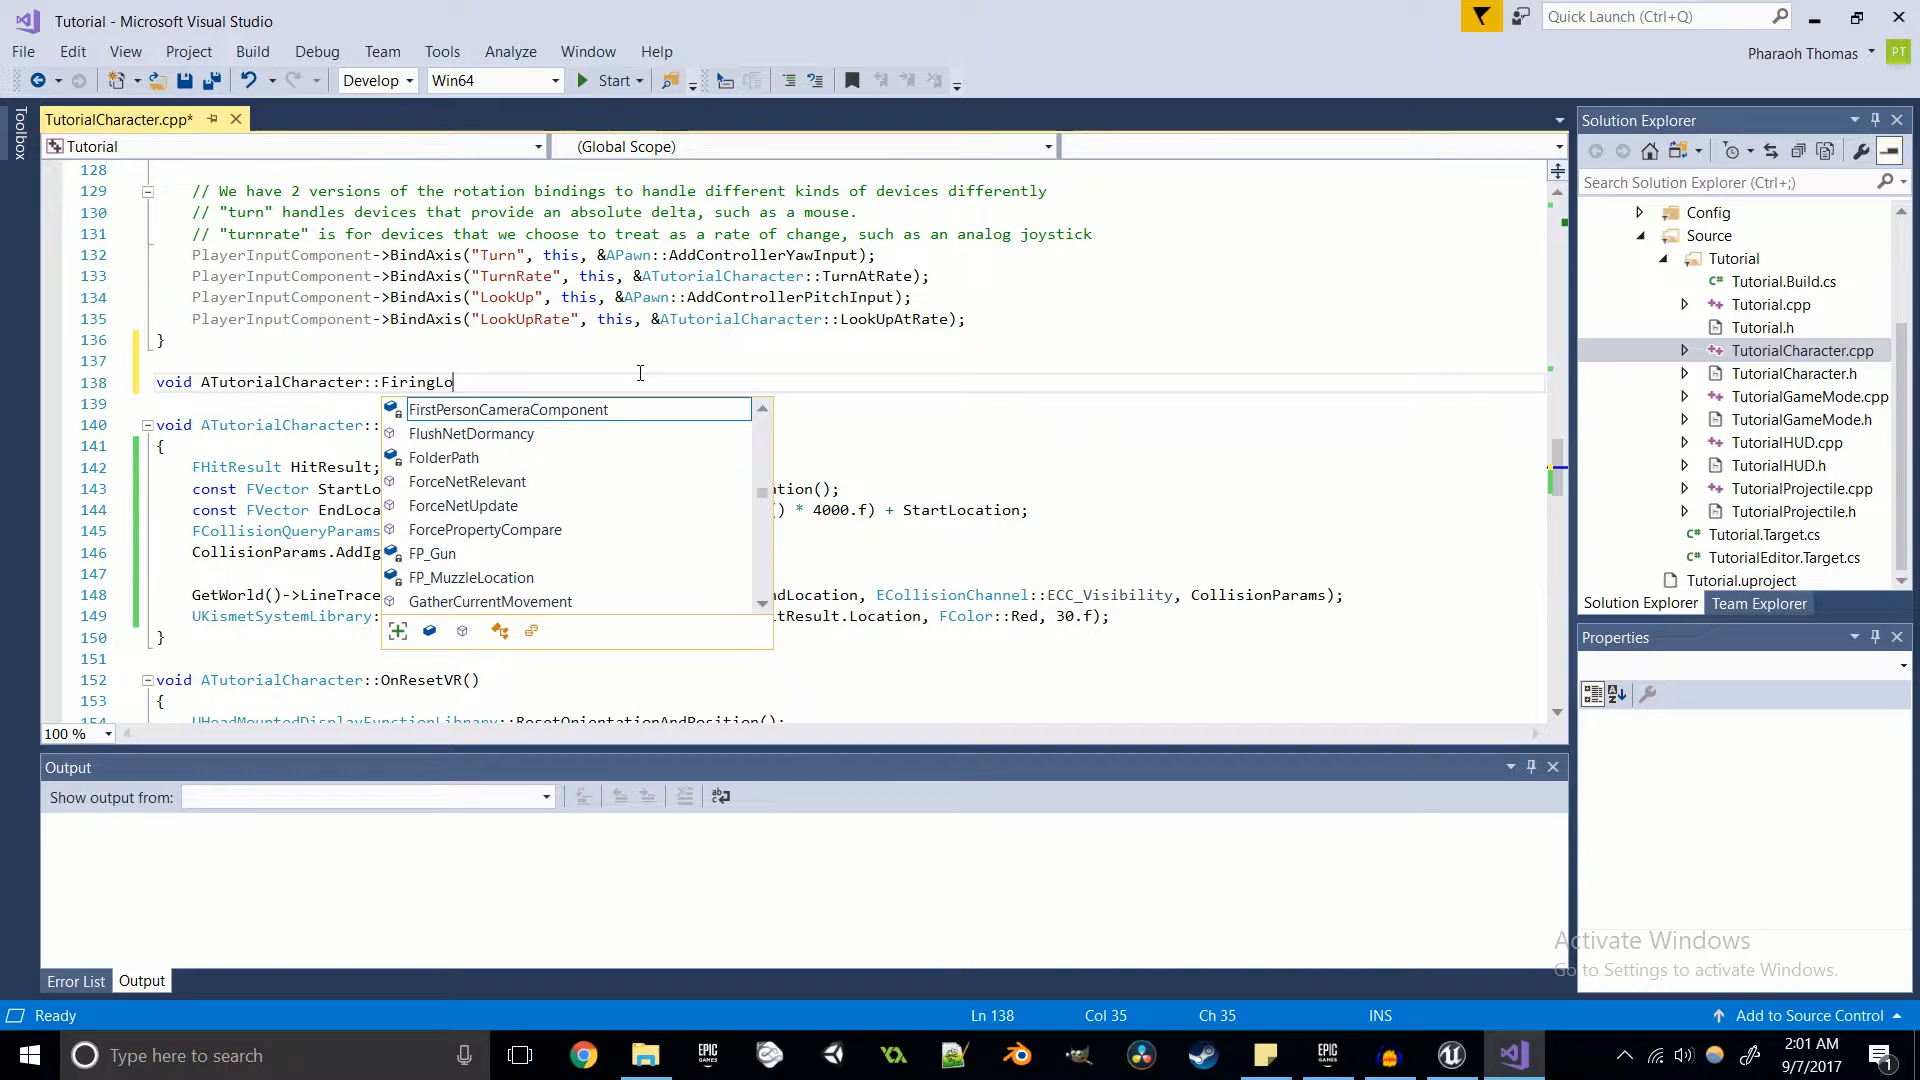 Tutorial - Microsoft Visual Studio
Quick Launch (Ctrl+Q)
File Edit View Project Build Debug Team Tools Analyze Window Help
Pharaoh Thomas
PT
Develop Win64 Start
Toolbox
TutorialCharacter.cpp*
Tutorial (Global Scope)
128
129 // We have 2 versions of the rotation bindings to handle different kinds of devices differently
130 // "turn" handles devices that provide an absolute delta, such as a mouse.
131 // "turnrate" is for devices that we choose to treat as a rate of change, such as an analog joystick
132 PlayerInputComponent->BindAxis("Turn", this, &APawn::AddControllerYawInput);
133 PlayerInputComponent->BindAxis("TurnRate", this, &ATutorialCharacter::TurnAtRate);
134 PlayerInputComponent->BindAxis("LookUp", this, &APawn::AddControllerPitchInput);
135 PlayerInputComponent->BindAxis("LookUpRate", this, &ATutorialCharacter::LookUpAtRate);
136 }
137
138 void ATutorialCharacter::FiringLo
139
140 void ATutorialCharacter::
141 {
142 FHitResult HitResult;
143 const FVector StartLo tion();
144 const FVector EndLoca () * 4000.f) + StartLocation;
145 FCollisionQueryParams
146 CollisionParams.AddIg
147
148 GetWorld()->LineTrace ndLocation, ECollisionChannel::ECC_Visibility, CollisionParams);
149 UKismetSystemLibrary: tResult.Location, FColor::Red, 30.f);
150 }
151
152 void ATutorialCharacter::OnResetVR()
153 {
154 UHeadMountedDisplayFunctionLibrary::ResetOrientationAndPosition();
FirstPersonCameraComponent
FlushNetDormancy
FolderPath
ForceNetRelevant
ForceNetUpdate
ForcePropertyCompare
FP_Gun
FP_MuzzleLocation
GatherCurrentMovement
100 %
Output
Show output from:
Error List Output
Solution Explorer
Search Solution Explorer (Ctrl+;)
Config
Source
Tutorial
Tutorial.Build.cs
Tutorial.cpp
Tutorial.h
TutorialCharacter.cpp
TutorialCharacter.h
TutorialGameMode.cpp
TutorialGameMode.h
TutorialHUD.cpp
TutorialHUD.h
TutorialProjectile.cpp
TutorialProjectile.h
Tutorial.Target.cs
TutorialEditor.Target.cs
Tutorial.uproject
Solution Explorer Team Explorer
Properties
Activate Windows
Go to Settings to activate Windows.
Ready Ln 138 Col 35 Ch 35 INS Add to Source Control
Type here to search
EPIC GAMES
EPIC GAMES
2:01 AM
9/7/2017
1